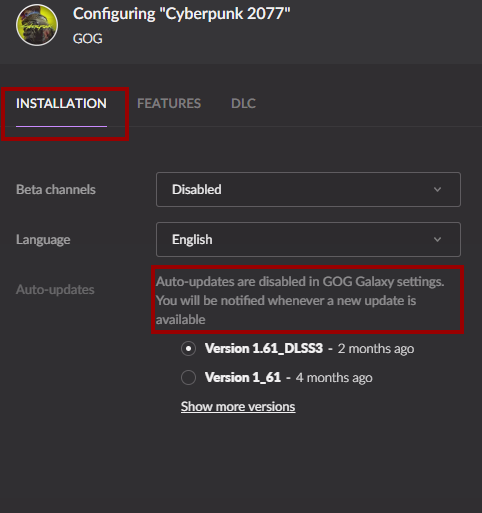 Configuring "Cyberpunk 2077"
GOG
INSTALLATION FEATURES DLC
Beta channels Disabled
Language English
Auto-updates Auto-updates are disabled in GOG Galaxy settings.
You will be notified whenever a new update is
available
Version 1.61_DLSS3 - 2 months ago
Version 1_61 - 4 months ago
Show more versions